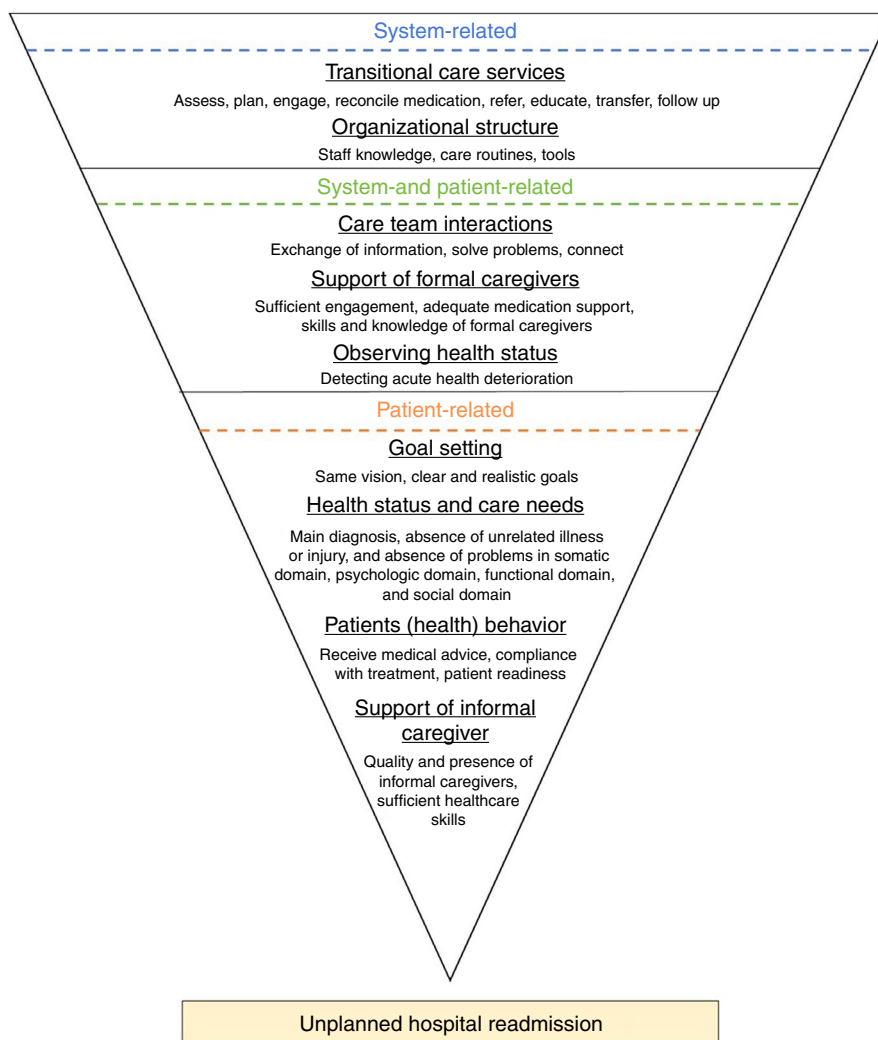 System-related
Transitional care services
Assess, plan, engage, reconcile medication, refer, educate, transfer, follow up
Organizational structure
Staff knowledge, care routines, tools
System-and patient-related
Care team interactions
Exchange of information, solve problems, connect
Support of formal caregivers
Sufficient engagement, adequate medication support,
skills and knowledge of formal caregivers
Observing health status
Detecting acute health deterioration
Patient-related
Goal setting
Same vision, clear and realistic goals
Health status and care needs
Main diagnosis, absence of unrelated illness
or injury, and absence of problems in somatic
domain, psychologic domain, functional domain,
and social domain
Patients (health) behavior
Receive medical advice, compliance
with treatment, patient readiness
Support of informal
caregiver
Quality and presence of
informal caregivers,
sufficient healthcare
skills
Unplanned hospital readmission